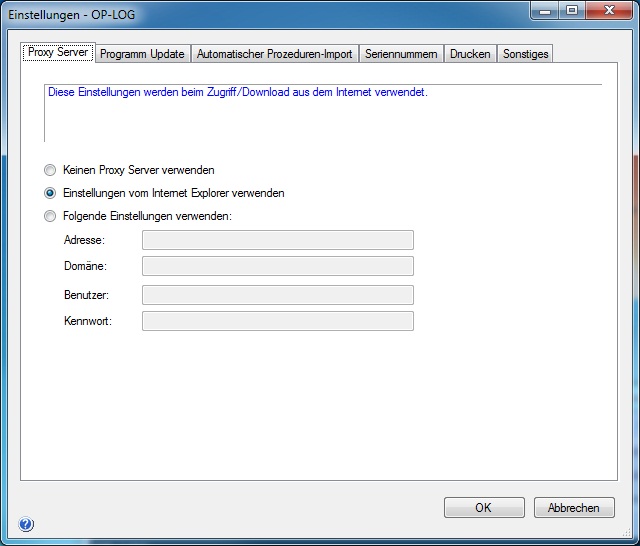 Einstellungen - OP-LOG
Proxy Server Programm Update Automatischer Prozeduren-Import Seriennummern Drucken Sonstiges
Diese Einstellungen werden beim Zugriff/Download aus dem Internet verwendet.
Keinen Proxy Server verwenden
Einstellungen vom Internet Explorer verwenden
Folgende Einstellungen verwenden:
Adresse:
Domäne:
Benutzer:
Kennwort:
OK Abbrechen
?